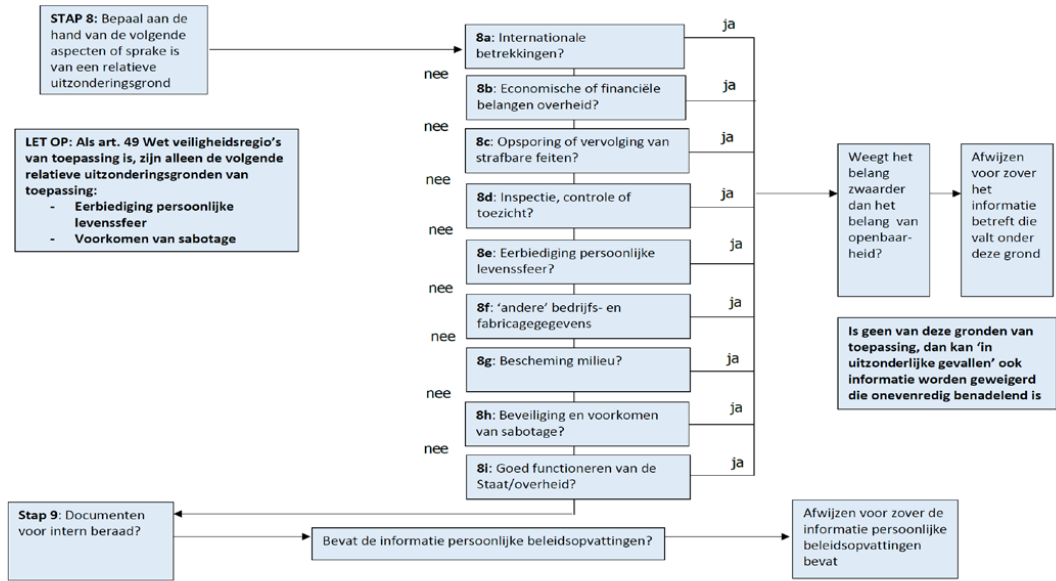 STAP 8: Bepaal aan de
hand van de volgende
aspecten of sprake is
van een relatieve
uitzonderingsgrond
LET OP: Als art. 49 Wet veiligheidsregio's
van toepassing is, zijn alleen de volgende
relatieve uitzonderingsgronden van
toepassing:
- Eerbiediging persoonlijke
levenssfeer
- Voorkomen van sabotage
8a: Internationale
betrekkingen?
ja
nee
8b: Economische of financiële
belangen overheid?
ja
nee
8c: Opsporing of vervolging van
strafbare feiten?
ja
nee
8d: Inspectie, controle of
toezicht?
ja
nee
8e: Eerbiediging persoonlijke
levenssfeer?
ja
nee
8f: 'andere' bedrijfs- en
fabricagegegevens
ja
nee
8g: Bescherming milieu?
ja
nee
8h: Beveiliging en voorkomen
van sabotage?
ja
nee
8i: Goed functioneren van de
Staat/overheid?
ja
Weegt het
belang
zwaarder
dan het
belang van
openbaar-
heid?
Afwijzen
voor zover
het
informatie
betreft die
valt onder
deze grond
Is geen van deze gronden van
toepassing, dan kan 'in
uitzonderlijke gevallen' ook
informatie worden geweigerd
die onevenredig benadelend is
Stap 9: Documenten
voor intern beraad?
Bevat de informatie persoonlijke beleidsopvattingen?
Afwijzen voor zover de
informatie persoonlijke
beleidsopvattingen
bevat